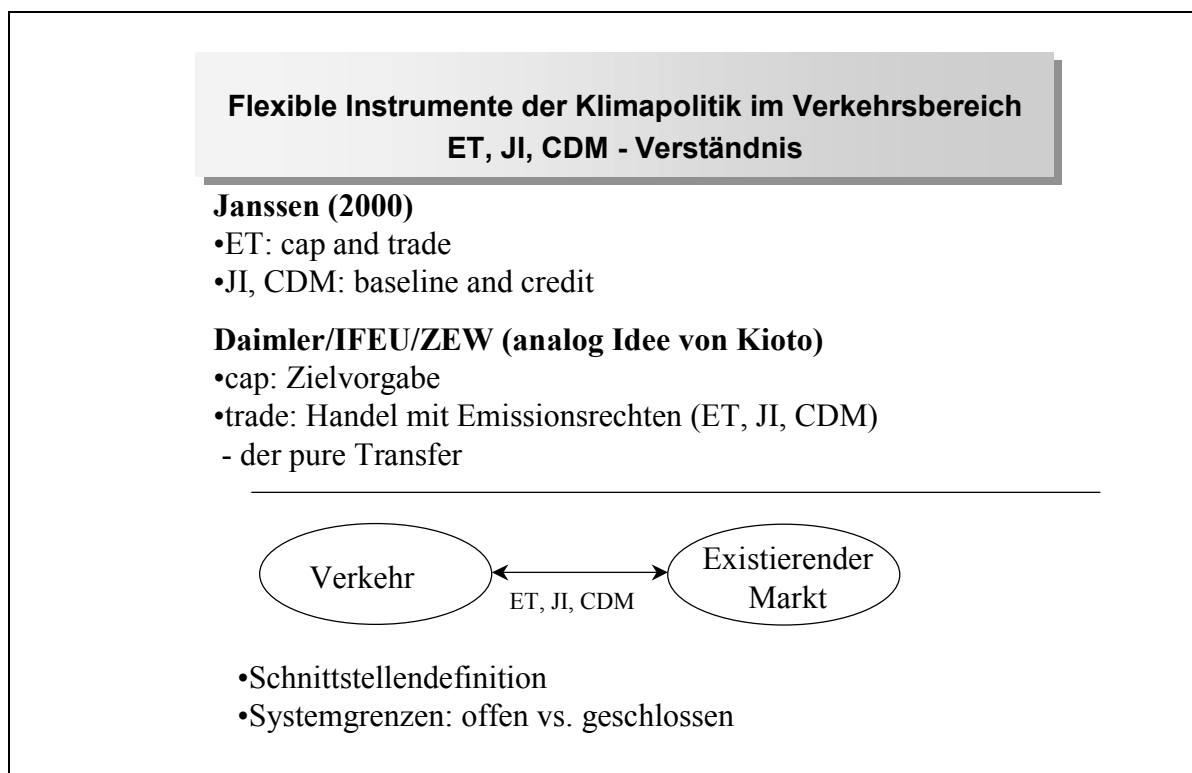 Flexible Instrumente der Klimapolitik im Verkehrsbereich
ET, JI, CDM - Verständnis
Janssen (2000)
•ET: cap and trade
•JI, CDM: baseline and credit
Daimler/IFEU/ZEW (analog Idee von Kioto)
•cap: Zielvorgabe
•trade: Handel mit Emissionsrechten (ET, JI, CDM)
- der pure Transfer
Verkehr
ET, JI, CDM
Existierender
Markt
•Schnittstellendefinition
•Systemgrenzen: offen vs. geschlossen